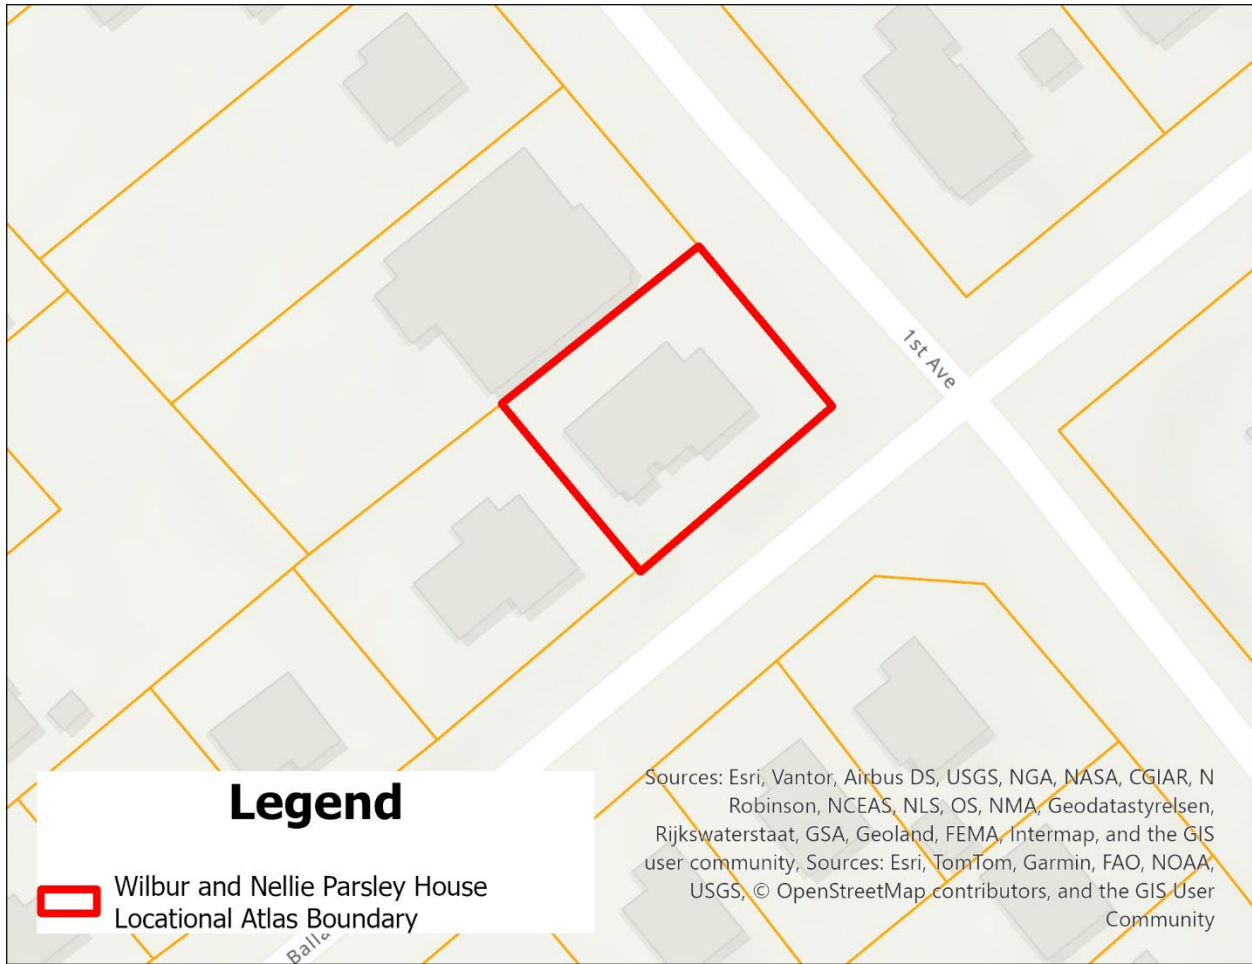 1st Ave
Legend
Wilbur and Nellie Parsley House
Locational Atlas Boundary
Sources: Esri, Vantor, Airbus DS, USGS, NGA, NASA, CGIAR, N
Robinson, NCEAS, NLS, OS, NMA, Geodatastyrelsen,
Rijkswaterstaat, GSA, Geoland, FEMA, Intermap, and the GIS
user community, Sources: Esri, TomTom, Garmin, FAO, NOAA,
USGS, © OpenStreetMap contributors, and the GIS User
Community